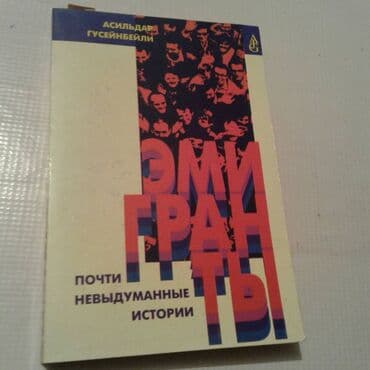 АСИЛЬДАР
ГУСЕЙНБЕЙЛИ
ЭМИ
ГРАН
ТЫ
ПОЧТИ
НЕВЫДУМАННЫЕ
ИСТОРИИ